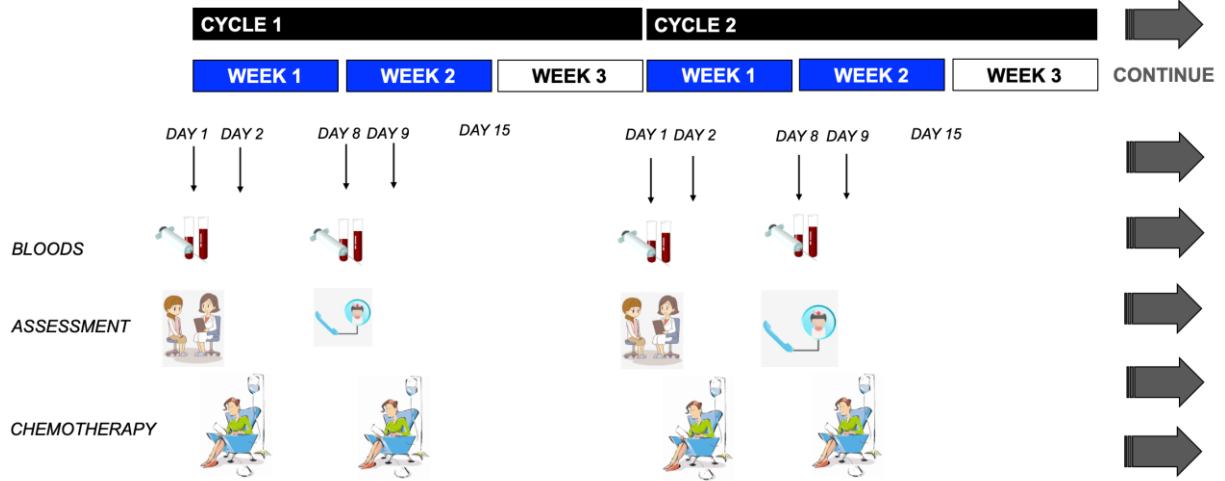 CYCLE 1 CYCLE 2
WEEK 1 WEEK 2 WEEK 3 WEEK 1 WEEK 2 WEEK 3 CONTINUE
DAY 1 DAY 2 DAY 8 DAY 9 DAY 15 DAY 1 DAY 2 DAY 8 DAY 9 DAY 15
BLOODS
ASSESSMENT
CHEMOTHERAPY